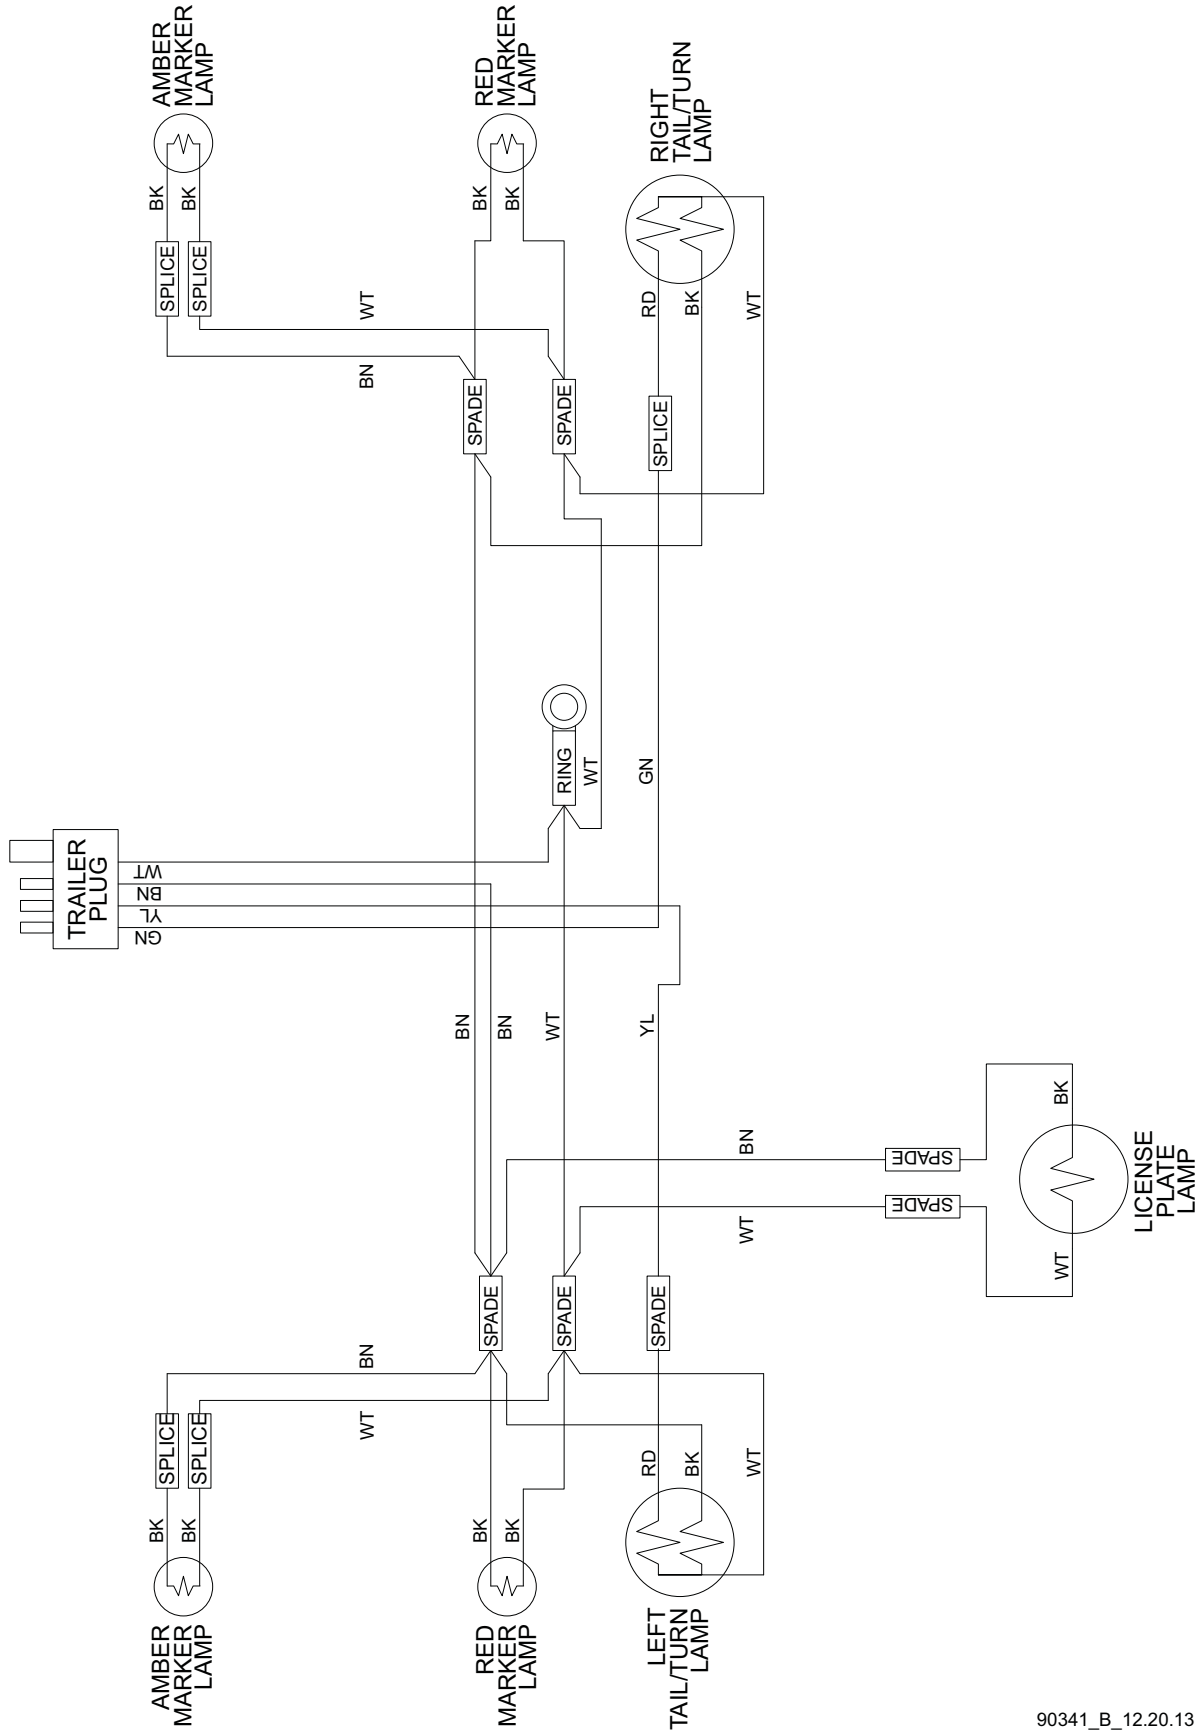 AMBER
MARKER
LAMP
RED
MARKER
LAMP
RIGHT
TAIL/TURN
LAMP
BK
BK
BK
BK
SPLICE
SPLICE
RD
BK
WT
WT
BN
SPADE
SPADE
SPLICE
RING
WT
GN
TRAILER
PLUG
WT
BN
YL
GN
BN
BN
WT
YL
BN
WT
SPADE
SPADE
BK
WT
LICENSE
PLATE
LAMP
SPADE
SPADE
SPADE
BN
WT
SPLICE
SPLICE
RD
BK
WT
BK
BK
BK
BK
AMBER
MARKER
LAMP
RED
MARKER
LAMP
LEFT
TAIL/TURN
LAMP
90341_B_12.20.13